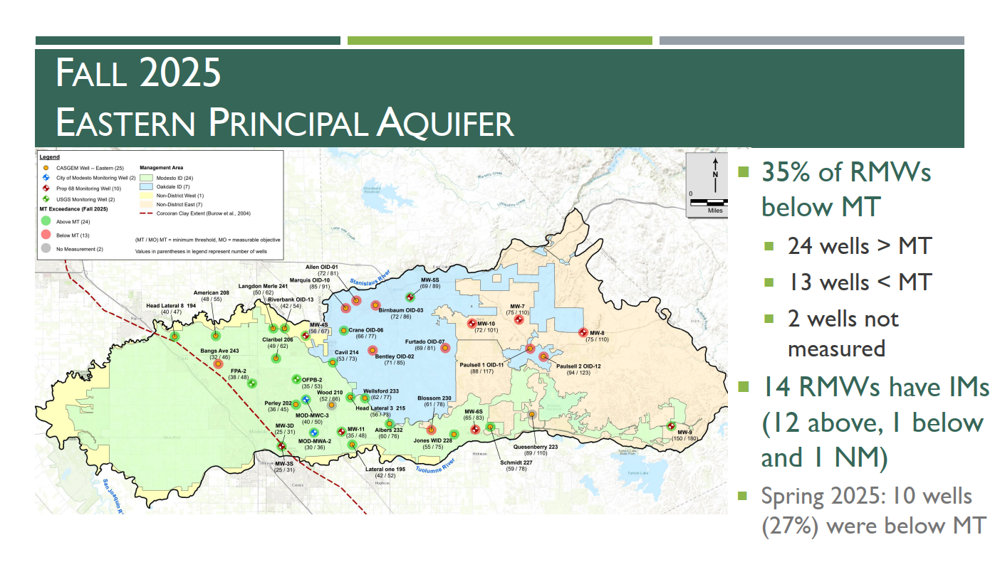 FALL 2025
EASTERN PRINCIPAL AQUIFER
Legend
CASGEM Well -- Eastern (25)
City of Modesto Monitoring Well (2)
Prop 68 Monitoring Well (10)
USGS Monitoring Well (2)
MT Exceedance (Fall 2025)
Above MT (24)
Below MT (13)
No Measurement (2)
Management Area
Modesto ID (24)
Oakdale ID (7)
Non-District West (1)
Non-District East (7)
Corcoran Clay Extent (Burow et al., 2004)
(MT / MO) MT = minimum threshold, MO = measurable objective
Values in parentheses in legend represent number of wells
N
0
Miles
Allen OID-01
(72 / 81)
Marquis OID-10
(85 / 91)
Stanislaus River
MW-5S
(69 / 89)
Langdon Merle 241
(50 / 62)
American 208
(48 / 55)
Riverbank OID-13
(42 / 54)
Head Lateral 8 194
(40 / 47)
Birnbaum OID-03
(72 / 86)
MW-7
(75 / 110)
MW-4S
(56 / 67)
MW-10
(72 / 101)
Crane OID-06
(66 / 77)
MW-8
(75 / 110)
Claribel 206
(49 / 62)
Furtado OID-07
(69 / 81)
Bangs Ave 243
(32 / 46)
Cavil 214
(53 / 73)
Bentley OID-02
(71 / 85)
Paulsell 1 OID-11
(88 / 117)
Paulsell 2 OID-12
(94 / 123)
FPA-2
(38 / 48)
OFPB-2
(35 / 53)
Wood 210
(52 / 66)
Wellsford 233
(62 / 77)
Blossom 230
(61 / 78)
Perley 202
(36 / 45)
Head Lateral 3 215
(56 / 73)
MW-6S
(65 / 83)
MOD-MWC-3
(40 / 50)
MW-3D
(25 / 31)
MW-11
(35 / 48)
Albers 232
(60 / 76)
MW-9
(150 / 180)
MOD-MWA-2
(30 / 36)
Jones WID 228
(55 / 75)
Quesenberry 223
(89 / 110)
MW-3S
(25 / 31)
Schmidt 227
(59 / 78)
Lateral one 195
(42 / 52)
Tuolumne River
Ceres
Hughson
Hickman
Turlock Lake
San Joaquin R
35% of RMWs
below MT
24 wells > MT
13 wells < MT
2 wells not
measured
14 RMWs have IMs
(12 above, 1 below
and 1 NM)
Spring 2025: 10 wells
(27%) were below MT